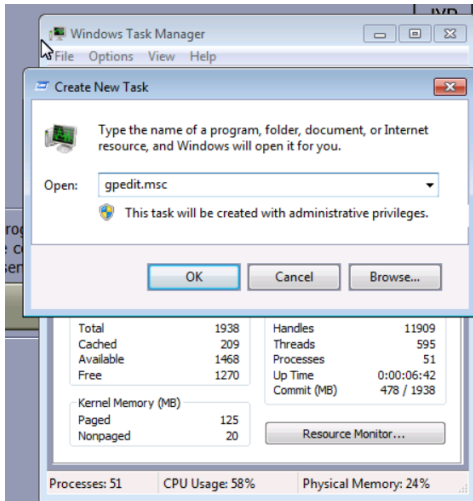 JVP
Windows Task Manager
File Options View Help
Create New Task
Type the name of a program, folder, document, or Internet
resource, and Windows will open it for you.
Open: gpedit.msc
This task will be created with administrative privileges.
OK Cancel Browse...
Total 1938 Handles 11909
Cached 209 Threads 595
Available 1468 Processes 51
Free 1270 Up Time 0:00:06:42
Commit (MB) 478 / 1938
Kernel Memory (MB)
Paged 125
Nonpaged 20
Resource Monitor...
Processes: 51 CPU Usage: 58% Physical Memory: 24%